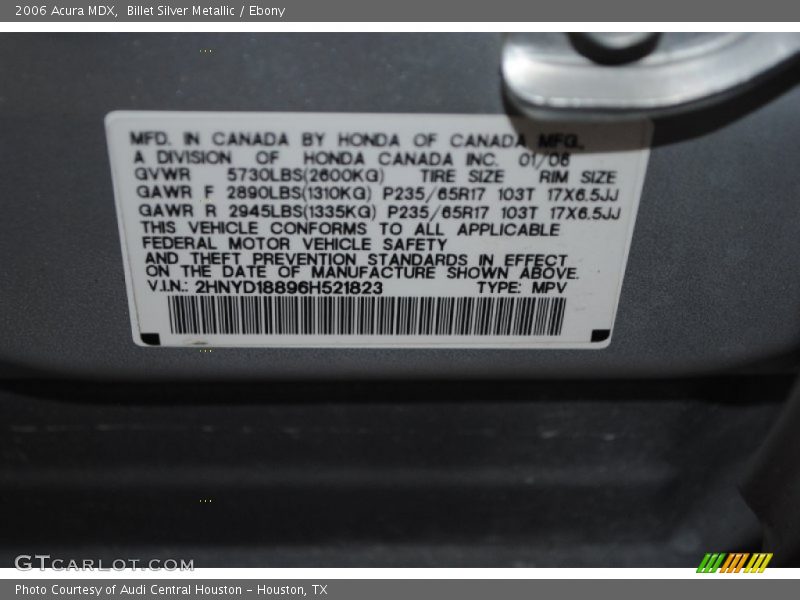 2006 Acura MDX,  Billet Silver Metallic / Ebony
MFD. IN CANADA BY HONDA OF CANADA MFG.,
A DIVISION OF HONDA CANADA INC. 01/06
GVWR 5730LBS(2600KG) TIRE SIZE RIM SIZE
GAWR F 2890LBS(1310KG) P235/65R17 103T 17X6.5JJ
GAWR R 2945LBS(1335KG) P235/65R17 103T 17X6.5JJ
THIS VEHICLE CONFORMS TO ALL APPLICABLE
FEDERAL MOTOR VEHICLE SAFETY
AND THEFT PREVENTION STANDARDS IN EFFECT
ON THE DATE OF MANUFACTURE SHOWN ABOVE.
V.I.N.: 2HNYD18896H521823 TYPE: MPV
GTCARLOT.COM
Photo Courtesy of Audi Central Houston - Houston, TX